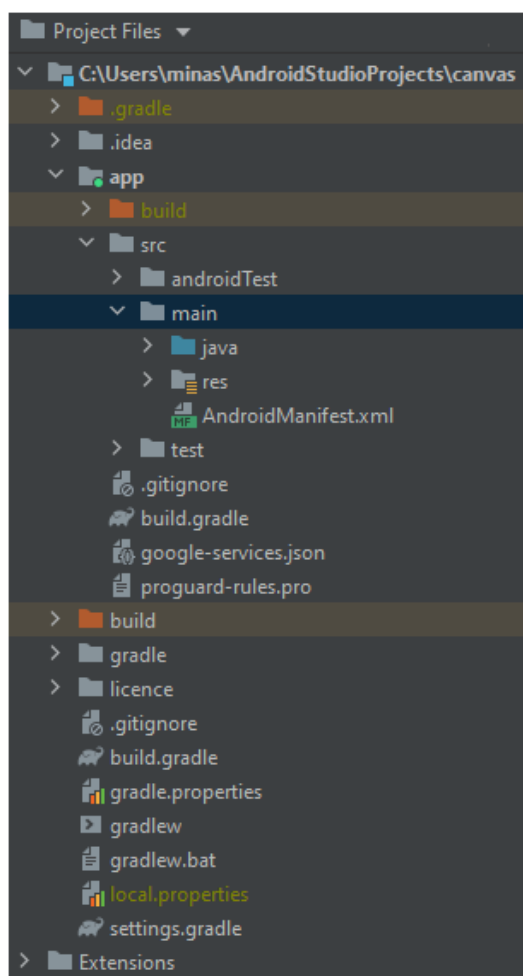 Project Files
C:\Users\minas\AndroidStudioProjects\canvas
.gradle
.idea
app
build
src
androidTest
main
java
res
MF AndroidManifest.xml
test
.gitignore
build.gradle
google-services.json
proguard-rules.pro
build
gradle
licence
.gitignore
build.gradle
gradle.properties
gradlew
gradlew.bat
local.properties
settings.gradle
Extensions